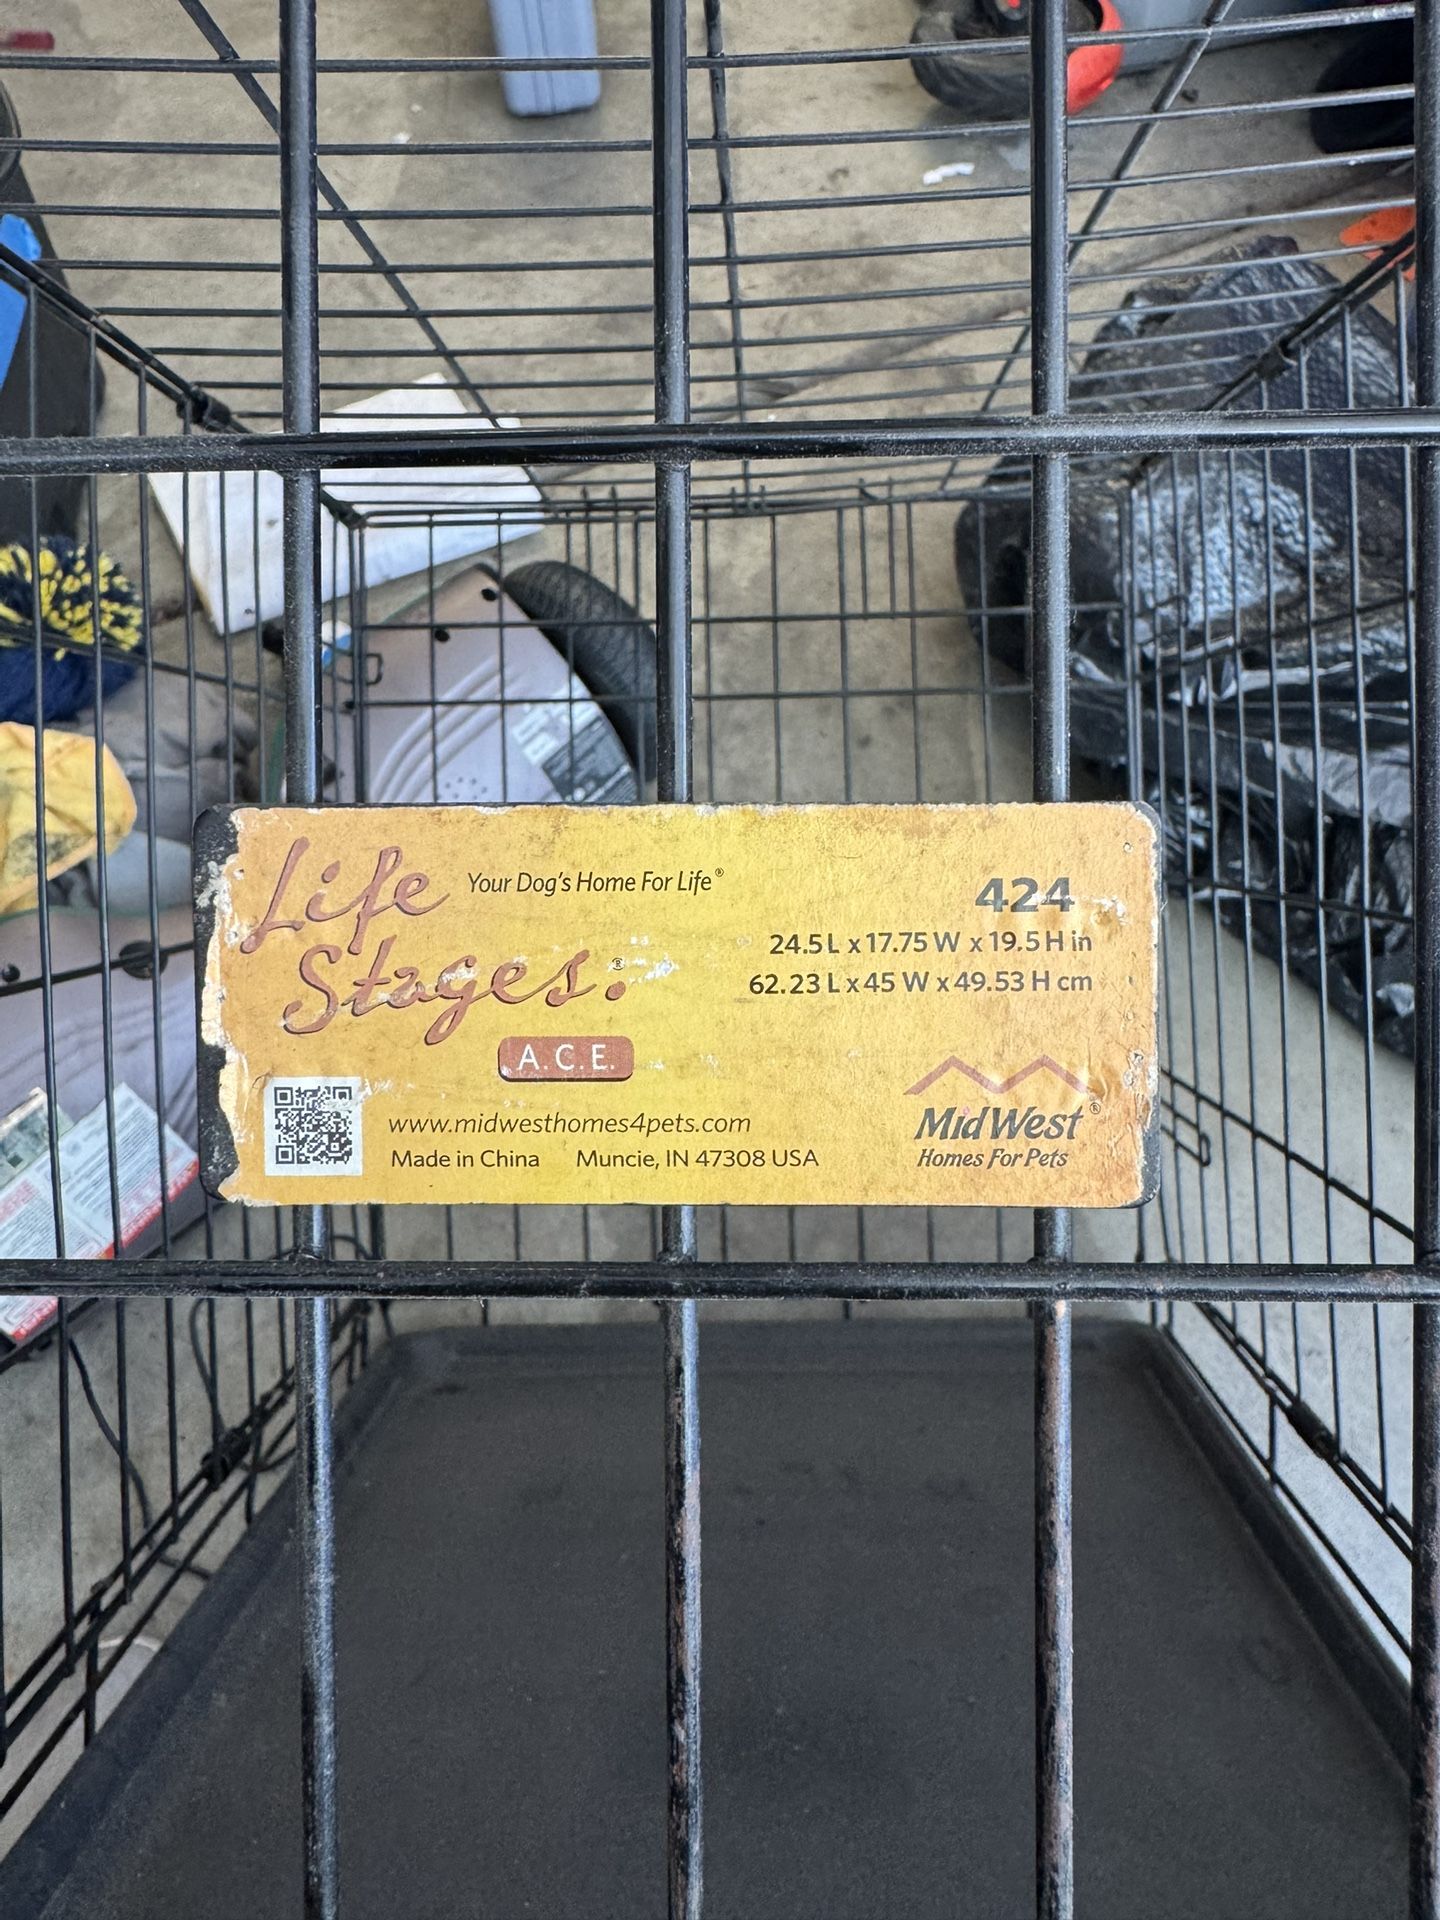 Life Stages®
Your Dog's Home For Life®
A.C.E.
424
24.5 L x 17.75 W x 19.5 H in
62.23 L x 45 W x 49.53 H cm
www.midwesthomes4pets.com
Made in China Muncie, IN 47308 USA
MidWest®
Homes For Pets